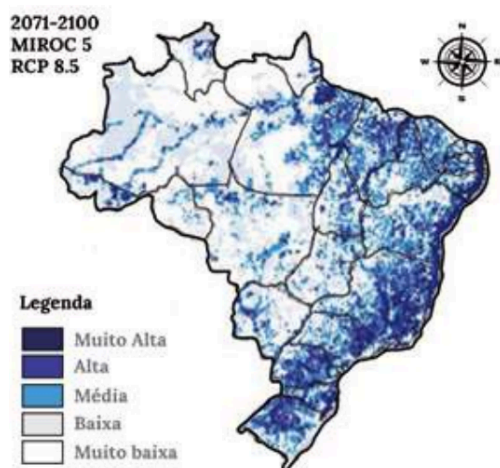 2071-2100
MIROC 5
RCP 8.5
N
W
E
S
Legenda
Muito Alta
Alta
Média
Baixa
Muito baixa